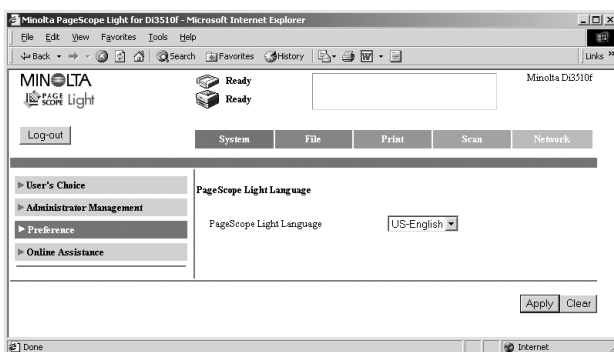 Minolta PageScope Light for Di3510f - Microsoft Internet Explorer
File Edit View Favorites Tools Help
Back Search Favorites History Links »
MINOLTA
PAGE SCOPE Light
Ready
Ready
Minolta Di3510f
Log-out
System File Print Scan Network
User's Choice
Administrator Management
Preference
Online Assistance
PageScope Light Language
PageScope Light Language US-English
Apply Clear
Done Internet